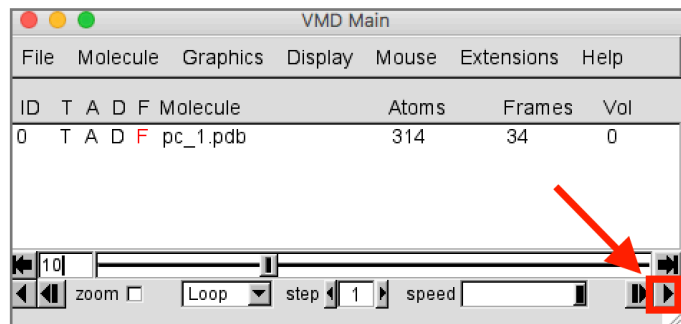 VMD Main
File Molecule Graphics Display Mouse Extensions Help
ID T A D F Molecule Atoms Frames Vol
0 T A D F pc_1.pdb 314 34 0
10
zoom Loop step 1 speed